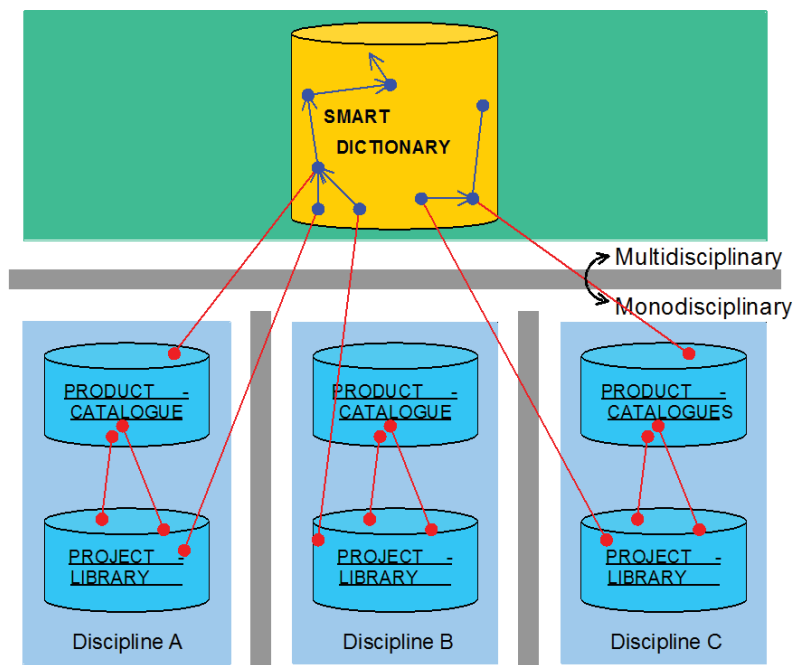 SMART
DICTIONARY
Multidisciplinary
Monodisciplinary
PRODUCT -
CATALOGUE
PRODUCT -
CATALOGUE
PRODUCT -
CATALOGUES
PROJECT -
LIBRARY
PROJECT -
LIBRARY
PROJECT -
LIBRARY
Discipline A
Discipline B
Discipline C